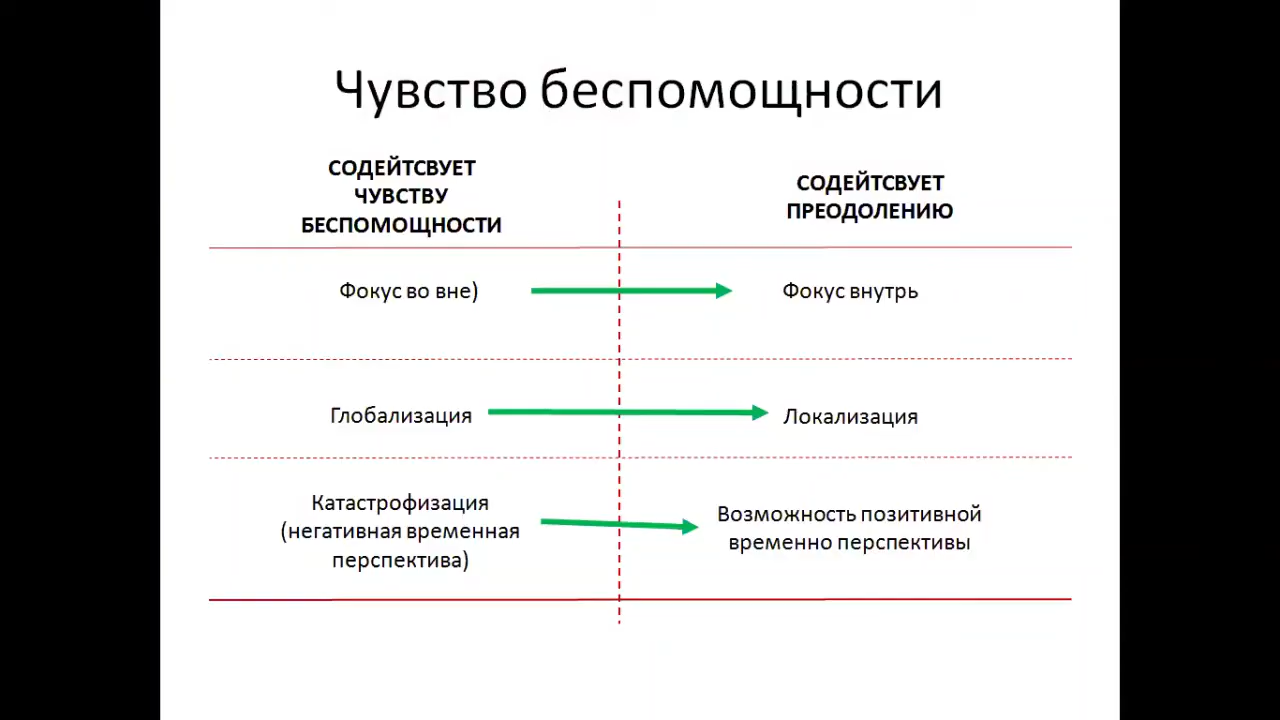 Чувство беспомощности
СОДЕЙТСВУЕТ
ЧУВСТВУ
БЕСПОМОЩНОСТИ
СОДЕЙТСВУЕТ
ПРЕОДОЛЕНИЮ
Фокус во вне)
Фокус внутрь
Глобализация
Локализация
Катастрофизация
(негативная временная
перспектива)
Возможность позитивной
временно перспективы